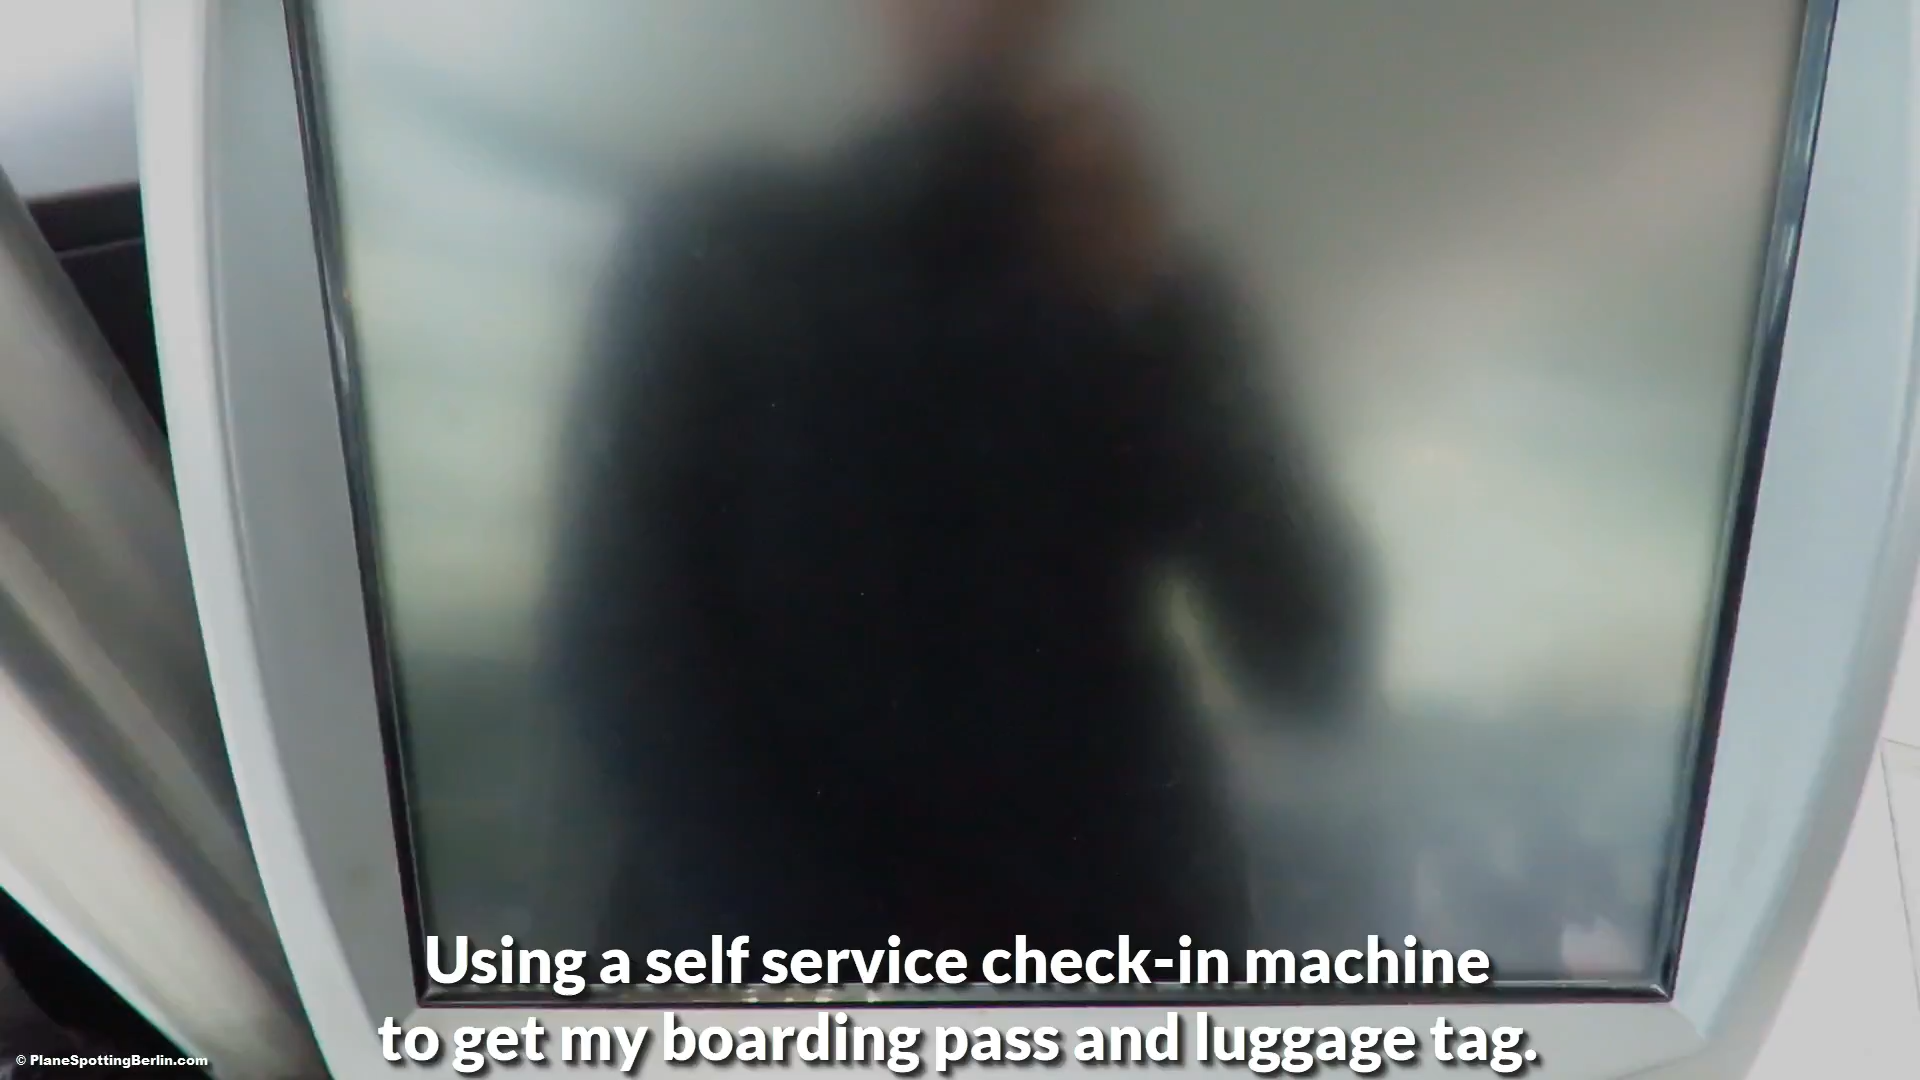 Using a self service check-in machine
to get my boarding pass and luggage tag.
© PlaneSpottingBerlin.com